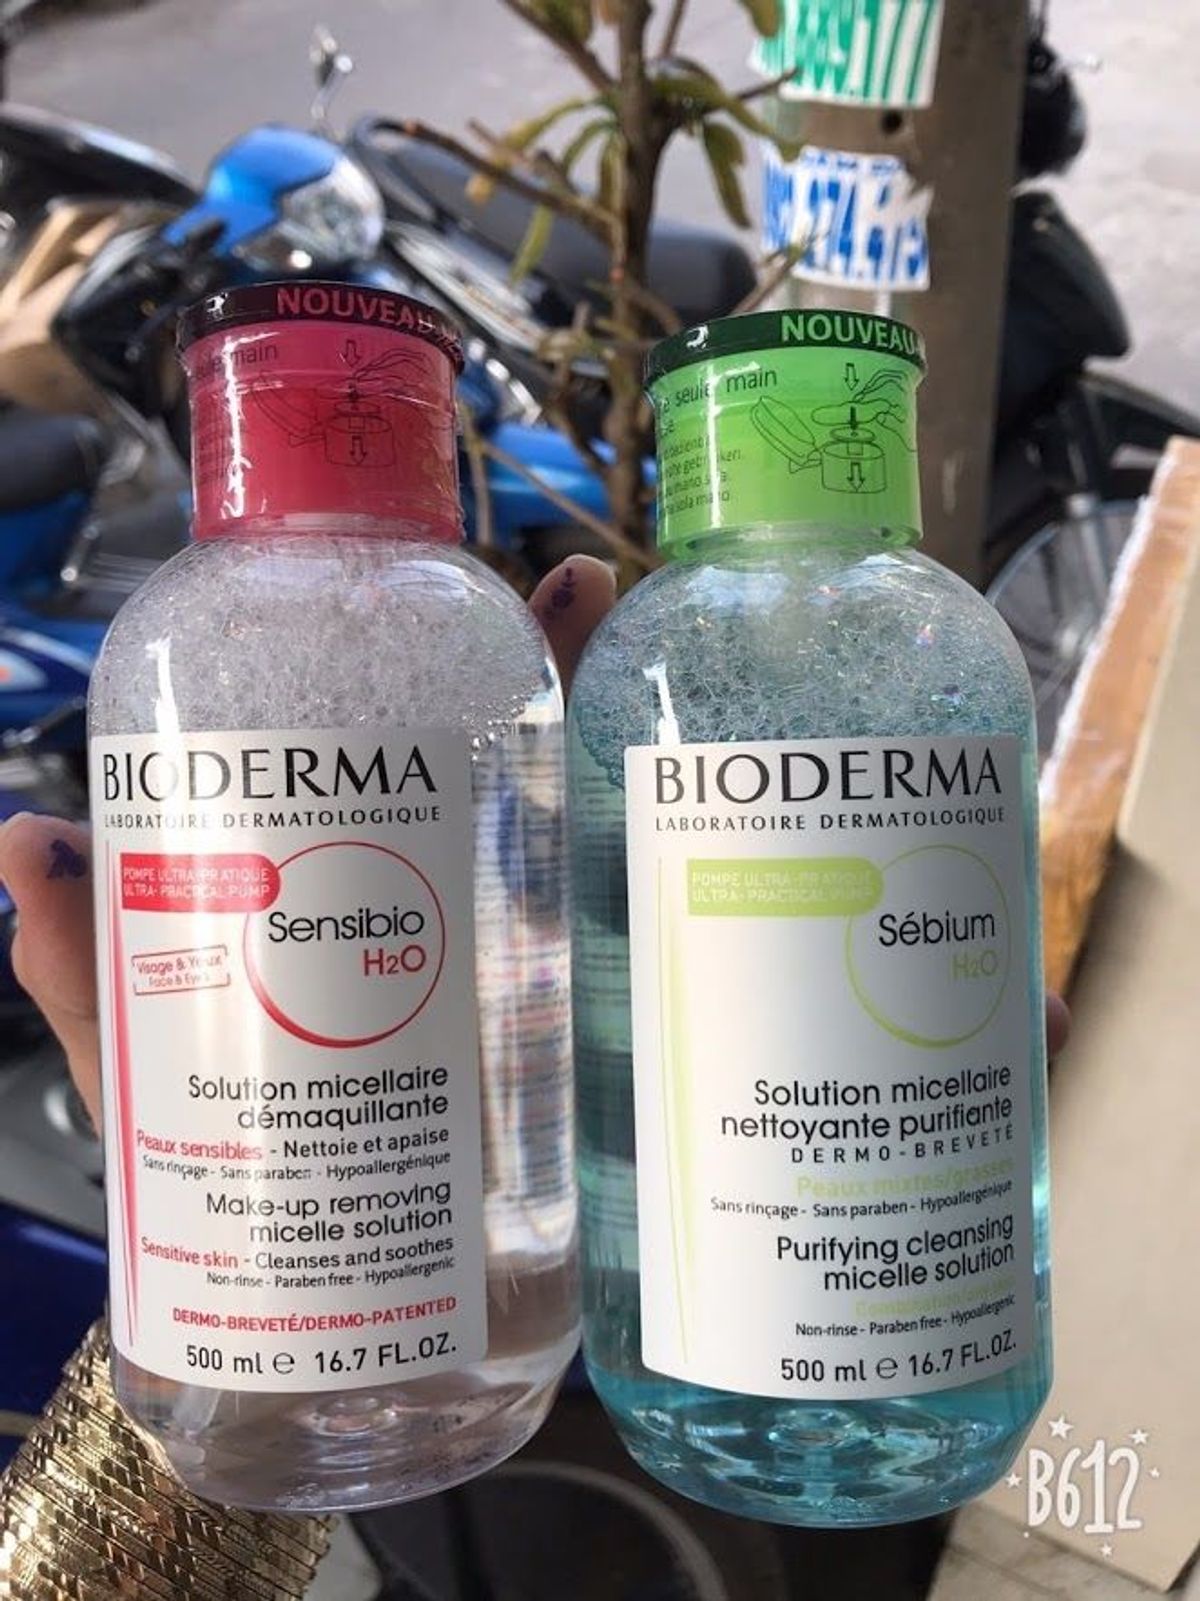 NOUVEAU
main
BIODERMA
LABORATOIRE DERMATOLOGIQUE
POMPE ULTRA-PRATIQUE
ULTRA-PRACTICAL PUMP
Sensibio
H2O
Visage & Yeux
Face & Eyes
Solution micellaire
démaquillante
Peaux sensibles - Nettoie et apaise
Sans rinçage - Sans paraben - Hypoallergénique
Make-up removing
micelle solution
Sensitive skin - Cleanses and soothes
Non-rinse - Paraben free - Hypoallergenic
DERMO-BREVETÉ/DERMO-PATENTED
500 ml e 16.7 FL.OZ.
NOUVEAU
seule main
BIODERMA
LABORATOIRE DERMATOLOGIQUE
POMPE ULTRA-PRATIQUE
ULTRA-PRACTICAL PUMP
Sébium
H2O
Solution micellaire
nettoyante purifiante
DERMO-BREVETÉ
Peaux mixtes/grasses
Sans rinçage - Sans paraben - Hypoallergénique
Purifying cleansing
micelle solution
Non-rinse - Paraben free - Hypoallergenic
500 ml e 16.7 FL.OZ.
B612